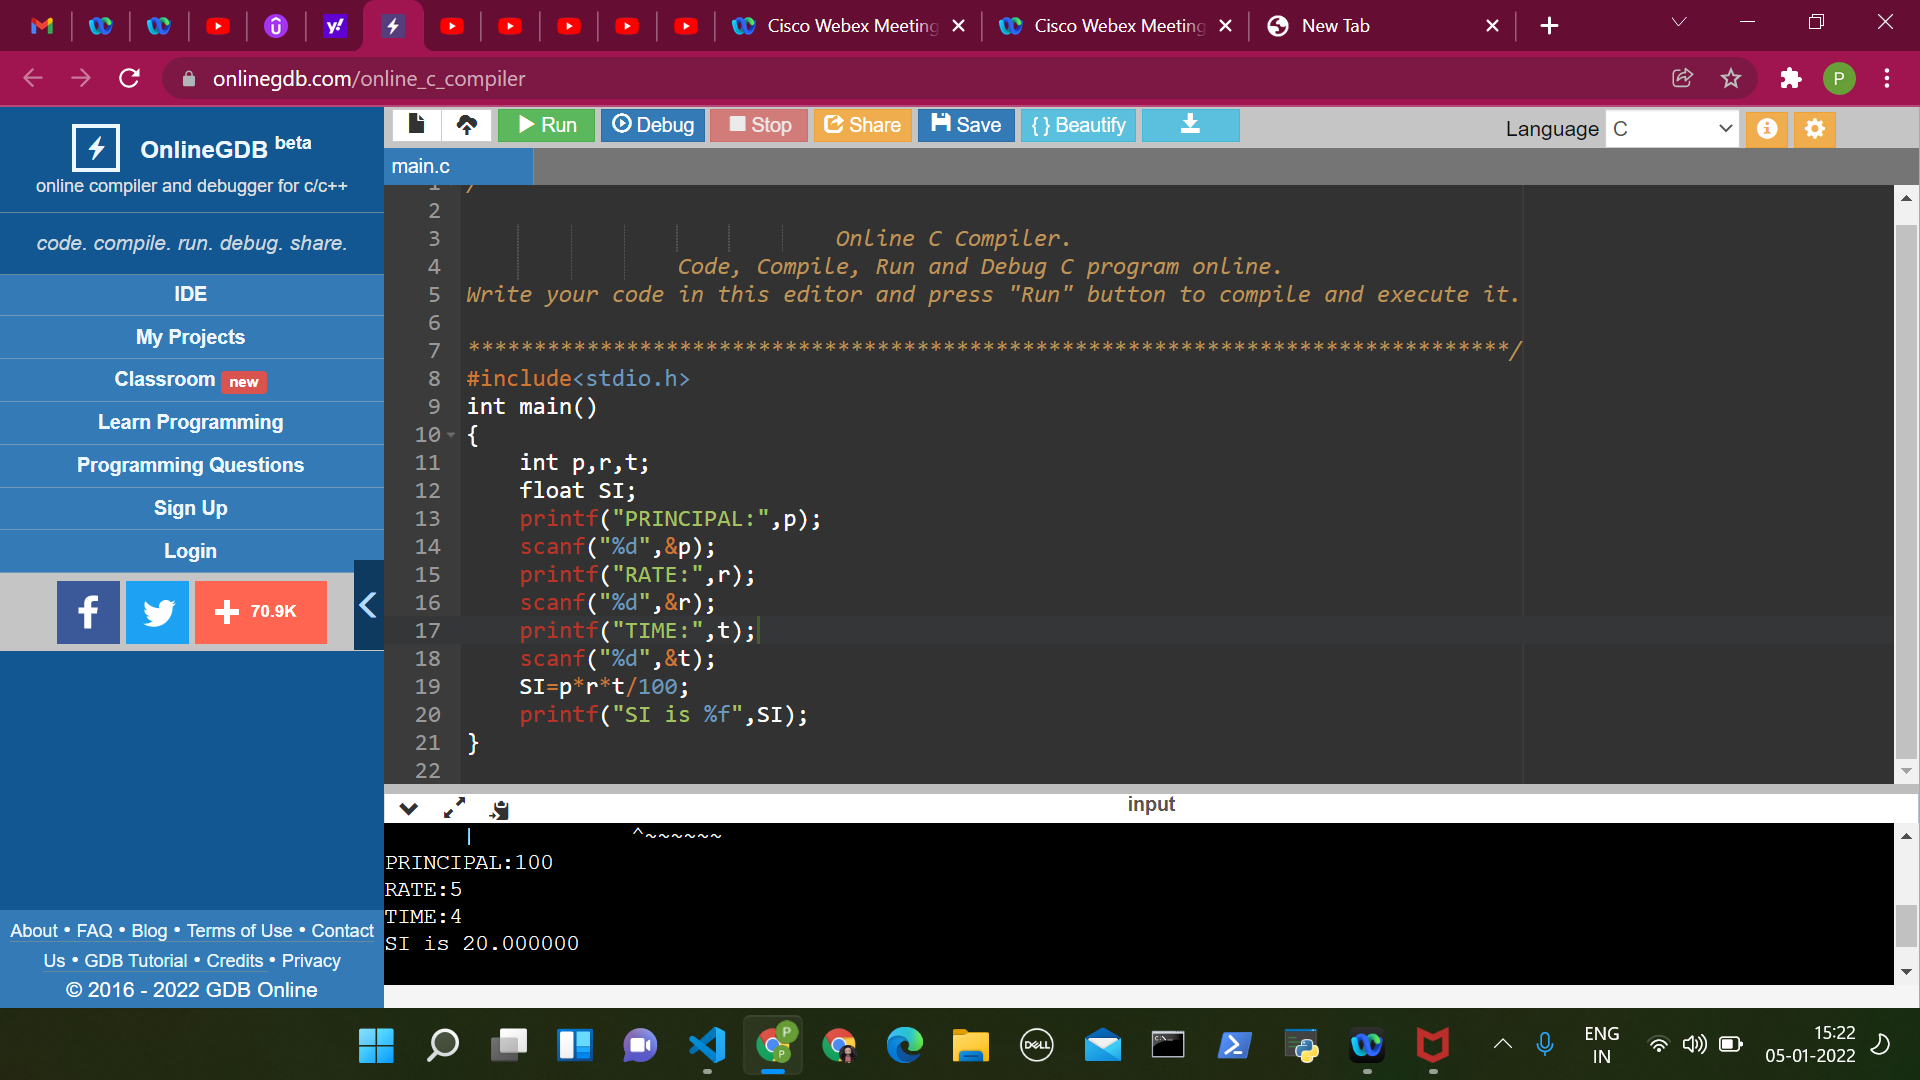 Cisco Webex Meeting
Cisco Webex Meeting
New Tab
onlinegdb.com/online_c_compiler
P
OnlineGDB beta
online compiler and debugger for c/c++
code. compile. run. debug. share.
IDE
My Projects
Classroom new
Learn Programming
Programming Questions
Sign Up
Login
f
+ 70.9K
About • FAQ • Blog • Terms of Use • Contact
Us • GDB Tutorial • Credits • Privacy
© 2016 - 2022 GDB Online
Run
Debug
Stop
Share
Save
{ } Beautify
Language C
main.c
1 /
2
3 Online C Compiler.
4 Code, Compile, Run and Debug C program online.
5 Write your code in this editor and press "Run" button to compile and execute it.
6
7 *******************************************************************************/
8 #include<stdio.h>
9 int main()
10 {
11 int p,r,t;
12 float SI;
13 printf("PRINCIPAL:",p);
14 scanf("%d",&p);
15 printf("RATE:",r);
16 scanf("%d",&r);
17 printf("TIME:",t);
18 scanf("%d",&t);
19 SI=p*r*t/100;
20 printf("SI is %f",SI);
21 }
22
input
| ^~~~~~~
PRINCIPAL:100
RATE:5
TIME:4
SI is 20.000000
DELL
ENG
IN
15:22
05-01-2022